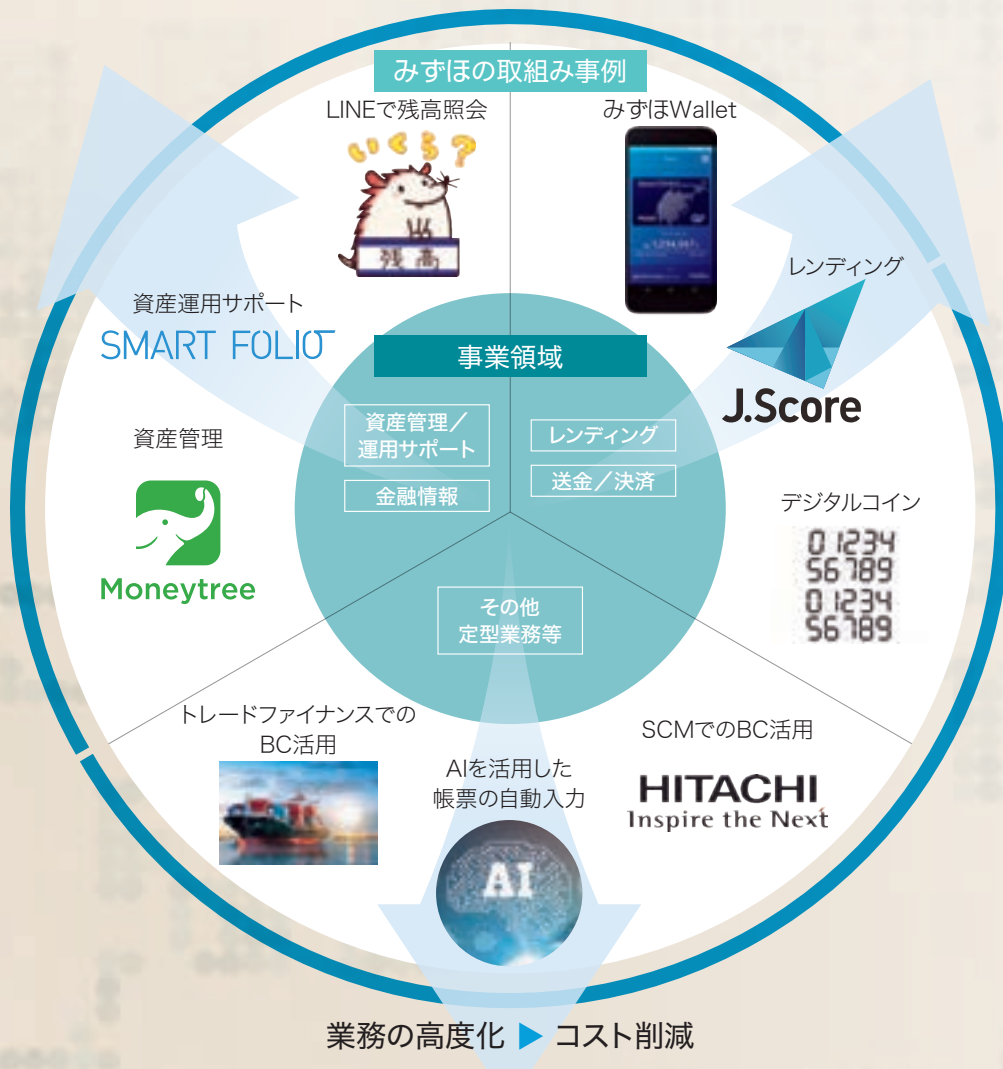 みずほの取組み事例
LINEで残高照会
いくら?
残高
みずほWallet
レンディング
J.Score
資産運用サポート
SMART FOLIO
事業領域
資産管理/
運用サポート
金融情報
レンディング
送金/決済
その他
定型業務等
資産管理
Moneytree
デジタルコイン
01234
56789
01234
56789
トレードファイナンスでの
BC活用
AIを活用した
帳票の自動入力
AI
SCMでのBC活用
HITACHI
Inspire the Next
業務の高度化 ▶ コスト削減